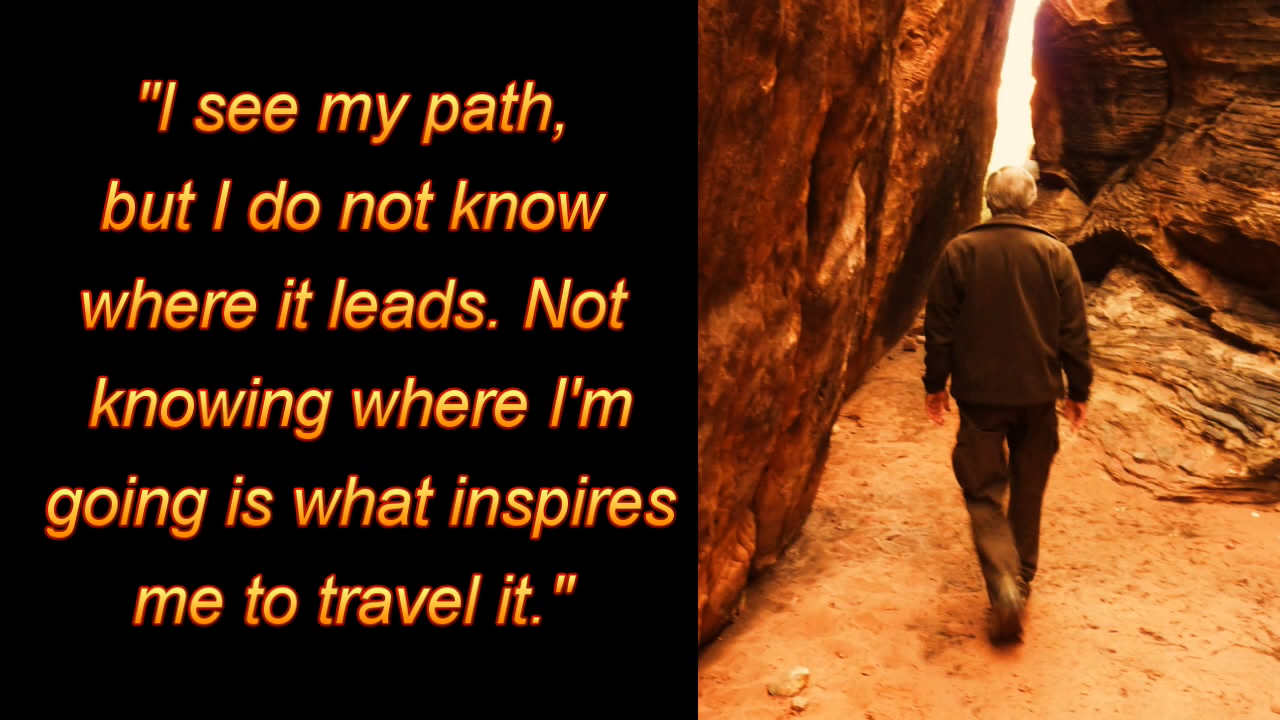 "I see my path,
but I do not know
where it leads. Not
knowing where I'm
going is what inspires
me to travel it."